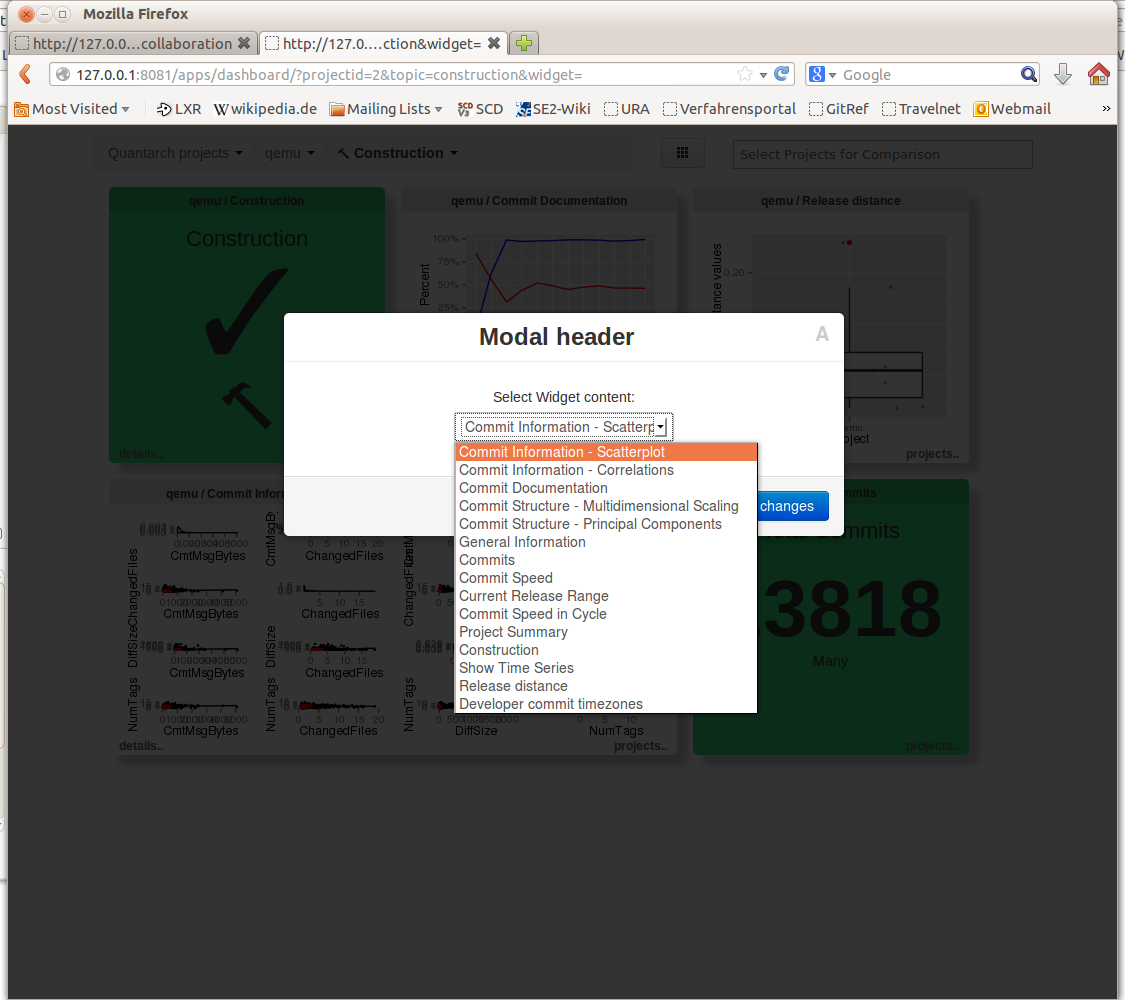 Mozilla Firefox
http://127.0.0...collaboration
http://127.0....ction&widget=
127.0.0.1:8081/apps/dashboard/?projectid=2&topic=construction&widget=
Google
Most Visited LXR wikipedia.de Mailing Lists SCD SE2-Wiki URA Verfahrensportal GitRef Travelnet Webmail »
Quantarch projects / qemu / Construction
Select Projects for Comparison
qemu / Construction
Construction
details..
qemu / Commit Documentation
100%
75%
50%
25%
Percent
qemu / Release distance
0.20
projects..
Modal header
A
Select Widget content:
Commit Information - Scatterp
Commit Information - Scatterplot
Commit Information - Correlations
Commit Documentation
Commit Structure - Multidimensional Scaling
Commit Structure - Principal Components
General Information
Commits
Commit Speed
Current Release Range
Commit Speed in Cycle
Project Summary
Construction
Show Time Series
Release distance
Developer commit timezones
changes
qemu / Commit
CmtMsgBytes
ChangedFiles
ChangedFiles
CmtMsgBytes
ChangedFiles
DiffSize
CmtMsgBytes
ChangedFiles
NumTags
CmtMsgBytes
ChangedFiles
DiffSize
NumTags
details..
projects..
3818
Many
projects..